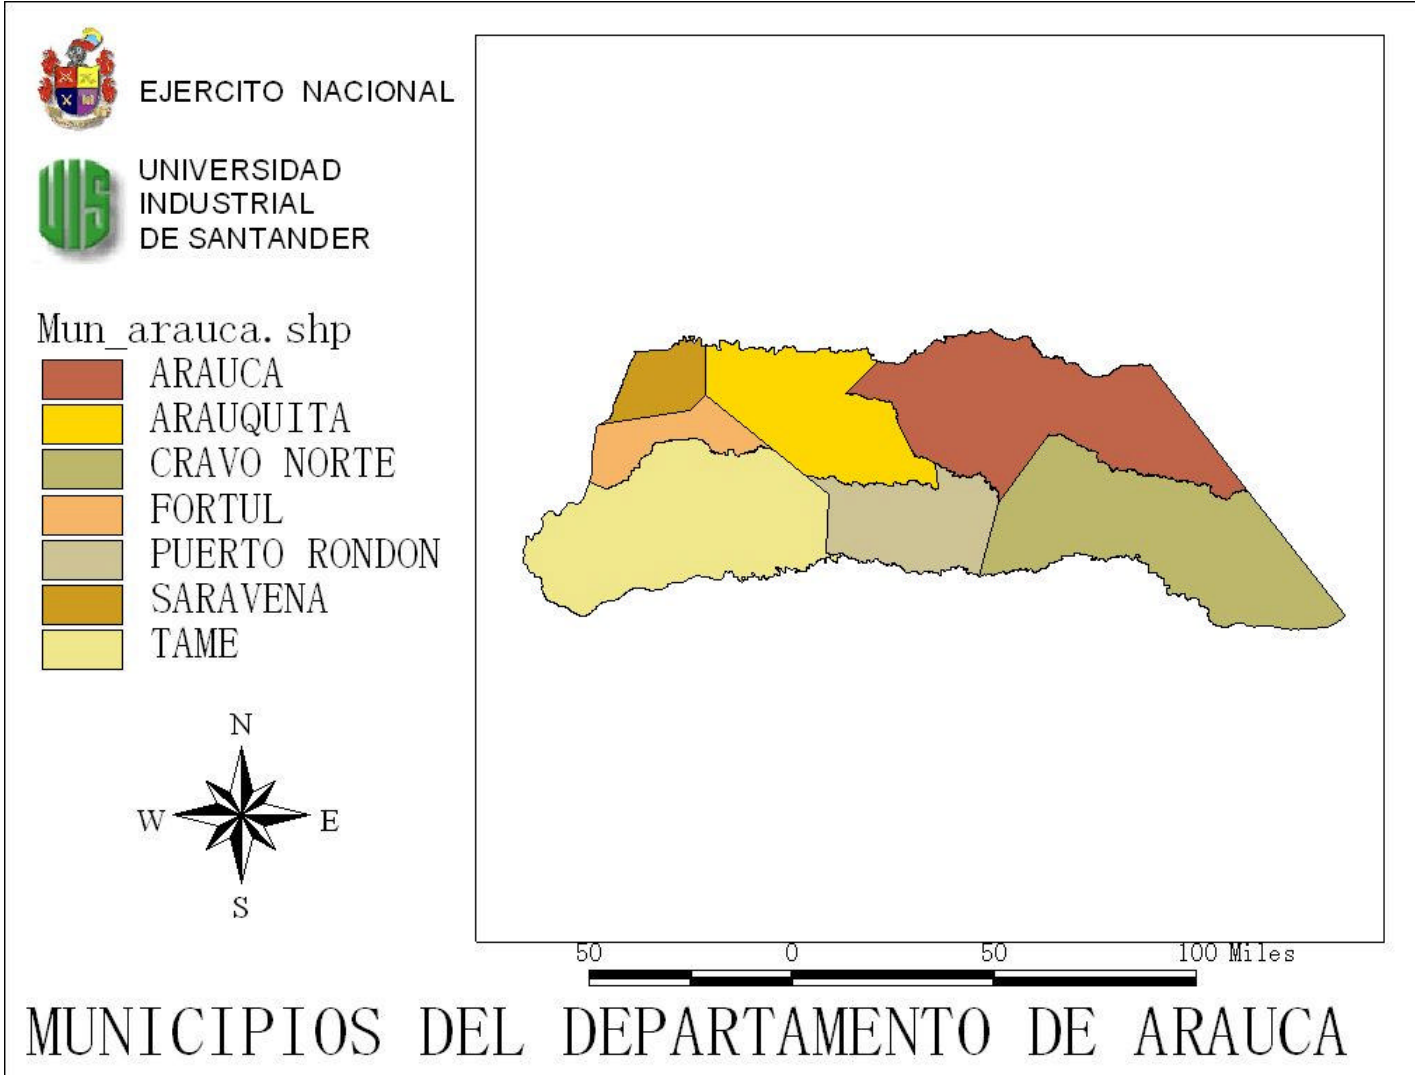 EJERCITO NACIONAL
UIS
UNIVERSIDAD
INDUSTRIAL
DE SANTANDER
Mun_arauca.shp
ARAUCA
ARAUQUITA
CRAVO NORTE
FORTUL
PUERTO RONDON
SARAVENA
TAME
N
W E
S
50 0 50 100 Miles
MUNICIPIOS DEL DEPARTAMENTO DE ARAUCA